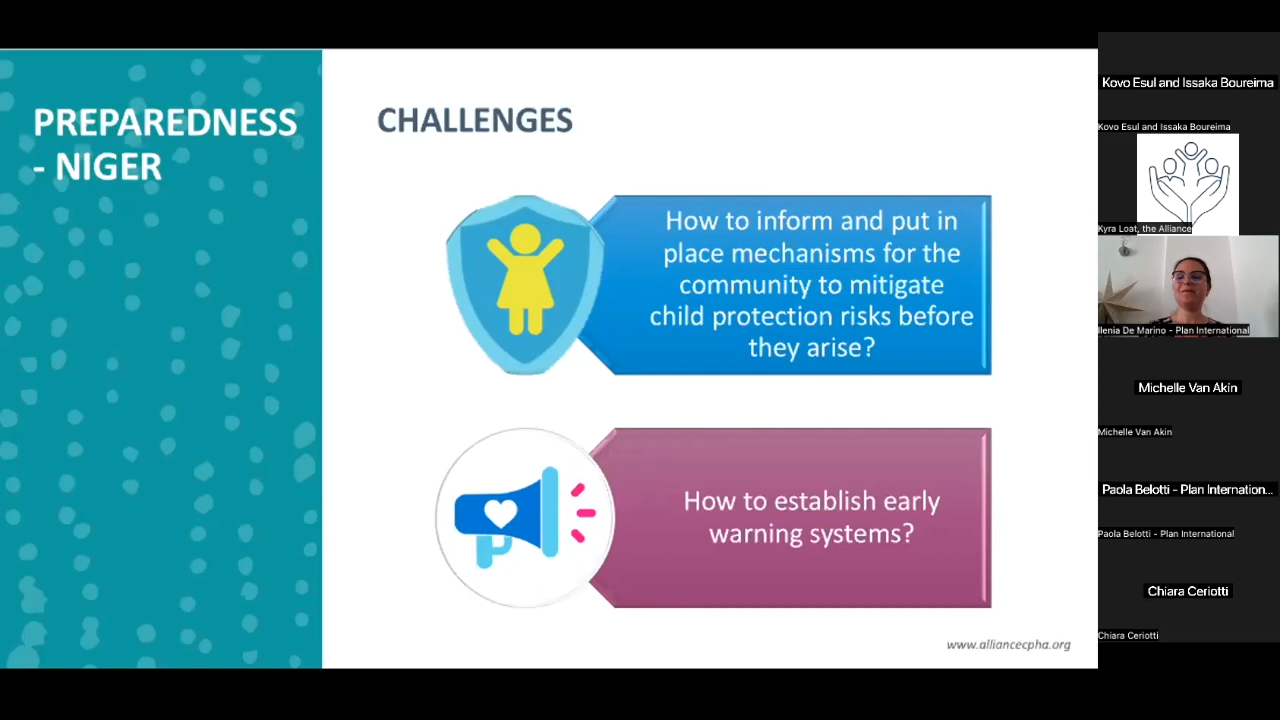 PREPAREDNESS
- NIGER
CHALLENGES
How to inform and put in
place mechanisms for the
community to mitigate
child protection risks before
they arise?
How to establish early
warning systems?
www.alliancecpha.org
Kovo Esul and Issaka Boureima
Kovo Esul and Issaka Boureima
Kyra Loat, the Alliance
Ilenia De Marino - Plan International
Michelle Van Akin
Michelle Van Akin
Paola Belotti - Plan Internation...
Paola Belotti - Plan International
Chiara Ceriotti
Chiara Ceriotti